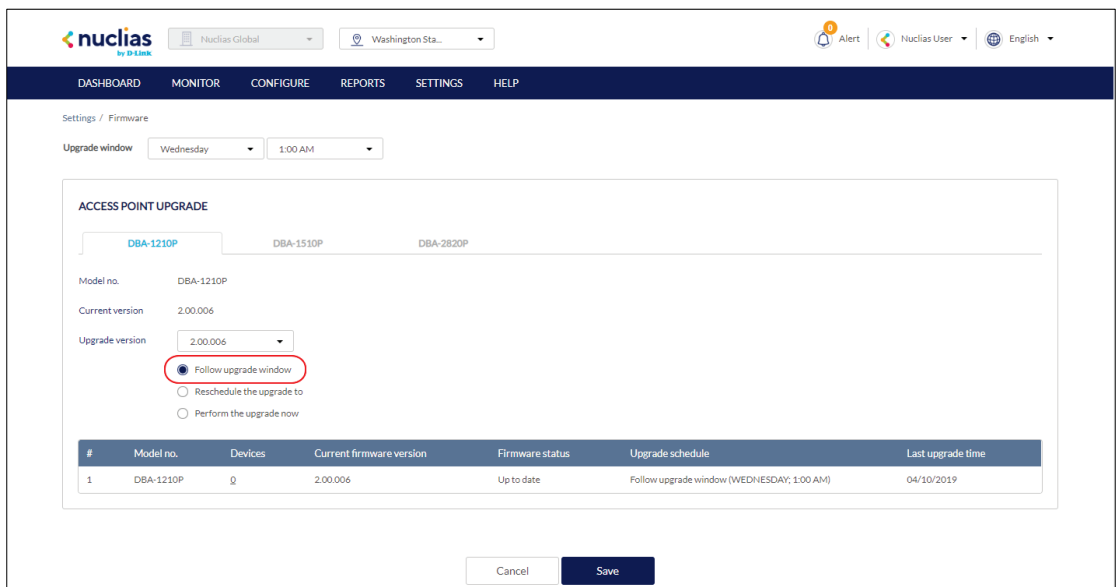 nuclias
by D-Link
Nuclias Global
Washington Sta...
0
Alert
Nuclias User
English
DASHBOARD MONITOR CONFIGURE REPORTS SETTINGS HELP
Settings / Firmware
Upgrade window Wednesday 1:00 AM
ACCESS POINT UPGRADE
DBA-1210P DBA-1510P DBA-2820P
Model no. DBA-1210P
Current version 2.00.006
Upgrade version 2.00.006
Follow upgrade window
Reschedule the upgrade to
Perform the upgrade now
# Model no. Devices Current firmware version Firmware status Upgrade schedule Last upgrade time
1 DBA-1210P 0 2.00.006 Up to date Follow upgrade window (WEDNESDAY; 1:00 AM) 04/10/2019
Cancel Save